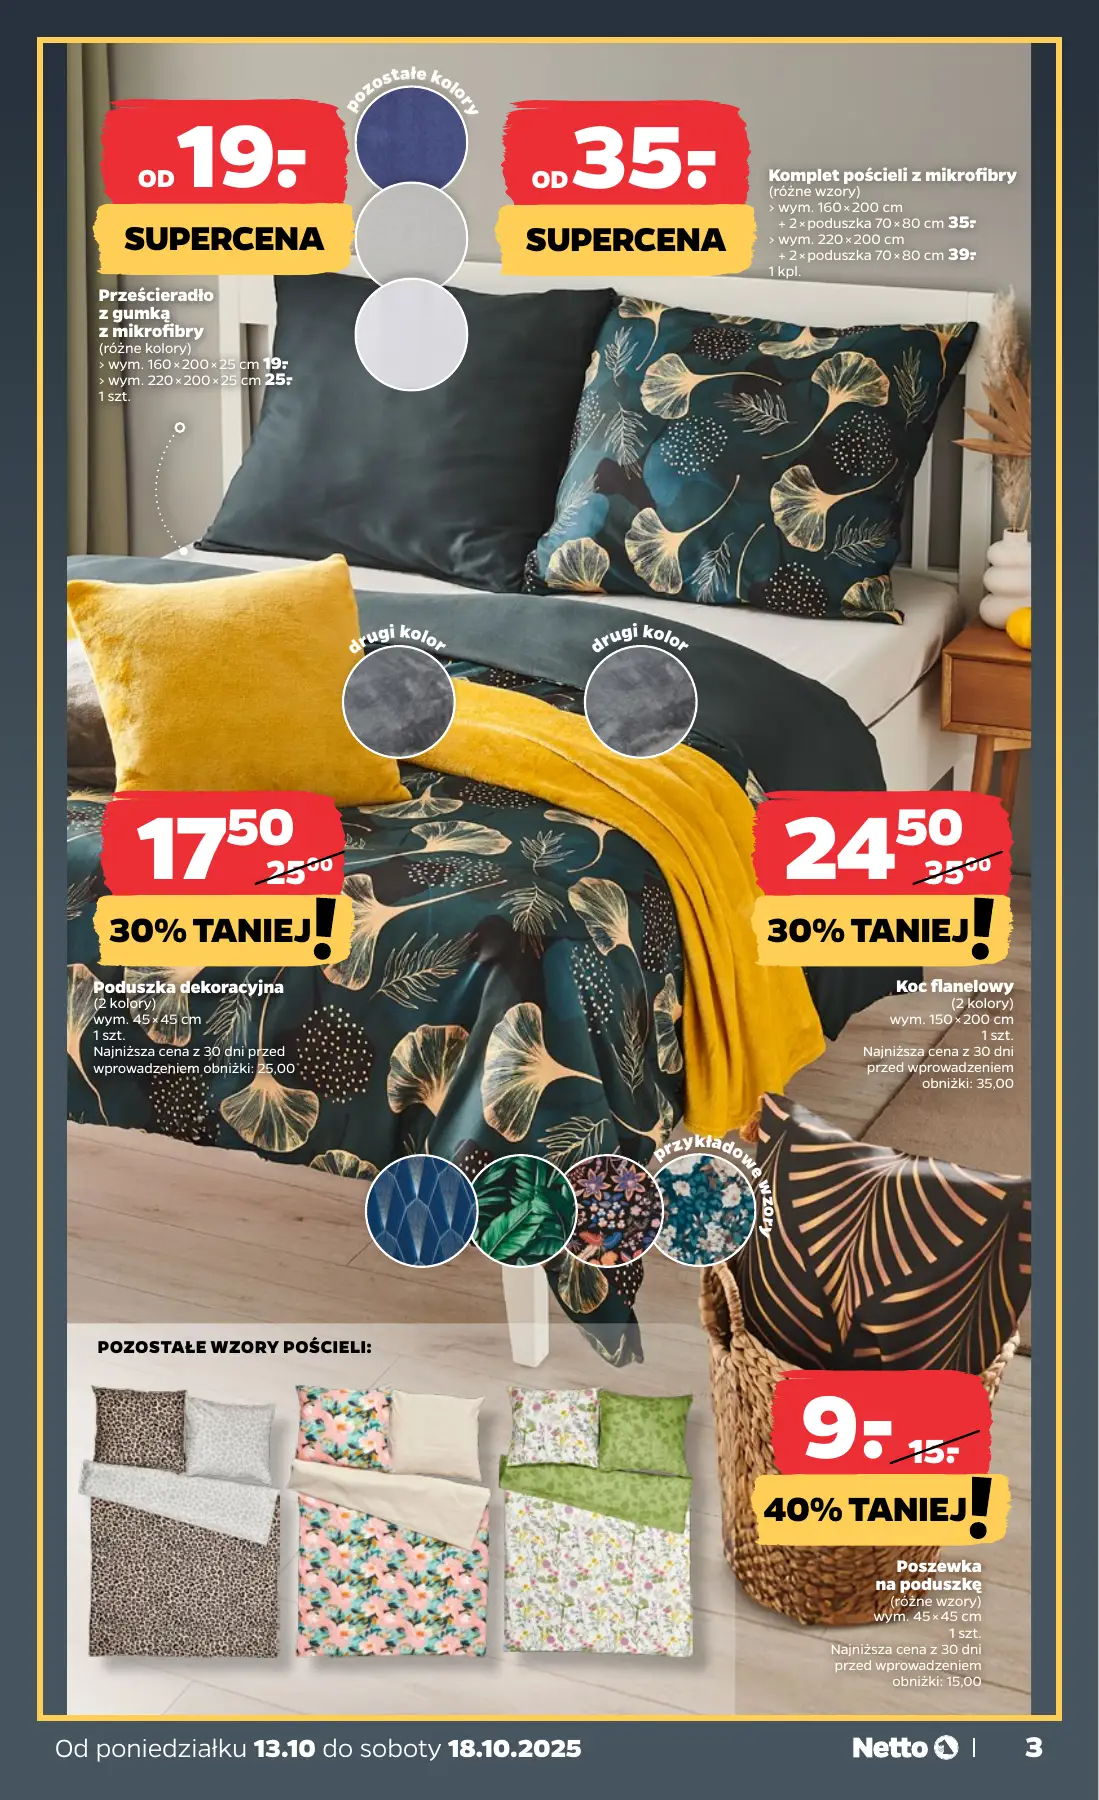 pozostałe kolory
OD 19.-
SUPERCENA
Prześcieradło
z gumką
z mikrofibry
(różne kolory)
> wym. 160×200×25 cm 19.-
> wym. 220×200×25 cm 25.-
1 szt.
OD 35.-
SUPERCENA
Komplet pościeli z mikrofibry
(różne wzory)
> wym. 160×200 cm
+ 2×poduszka 70×80 cm 35.-
> wym. 220×200 cm
+ 2×poduszka 70×80 cm 39.-
1 kpl.
drugi kolor
drugi kolor
17 50
25 00
30% TANIEJ!
Poduszka dekoracyjna
(2 kolory)
wym. 45×45 cm
1 szt.
Najniższa cena z 30 dni przed
wprowadzeniem obniżki: 25,00
24 50
35 00
30% TANIEJ!
Koc flanelowy
(2 kolory)
wym. 150×200 cm
1 szt.
Najniższa cena z 30 dni
przed wprowadzeniem
obniżki: 35,00
przykładowe wzory
POZOSTAŁE WZORY POŚCIELI:
9.-
15.-
40% TANIEJ!
Poszewka
na poduszkę
(różne wzory)
wym. 45×45 cm
1 szt.
Najniższa cena z 30 dni
przed wprowadzeniem
obniżki: 15,00
Od poniedziałku 13.10 do soboty 18.10.2025
Netto | 3